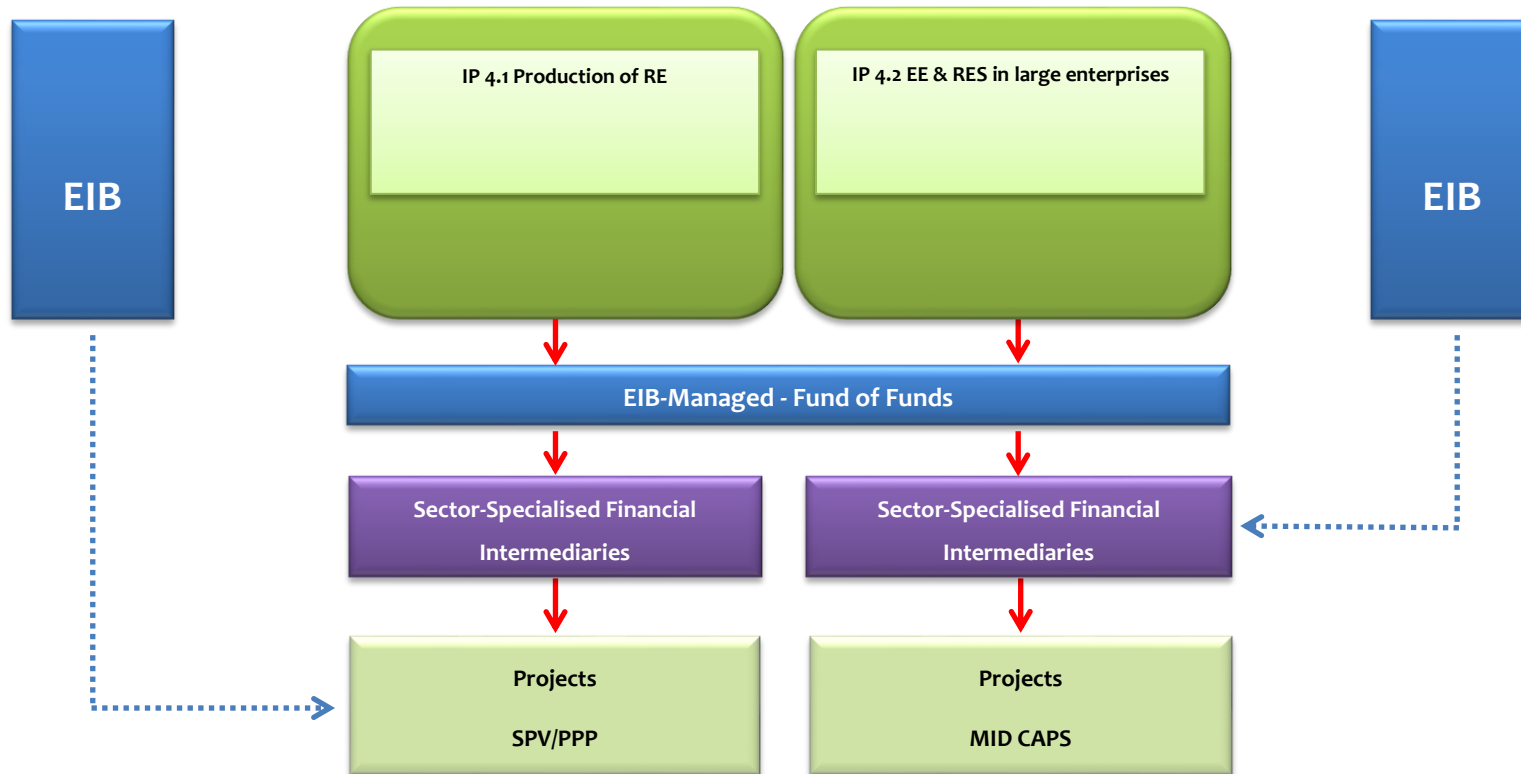 IP 4.1 Production of RE
IP 4.2 EE & RES in large enterprises
EIB
EIB
EIB-Managed - Fund of Funds
Sector-Specialised Financial
Intermediaries
Sector-Specialised Financial
Intermediaries
Projects
SPV/PPP
Projects
MID CAPS